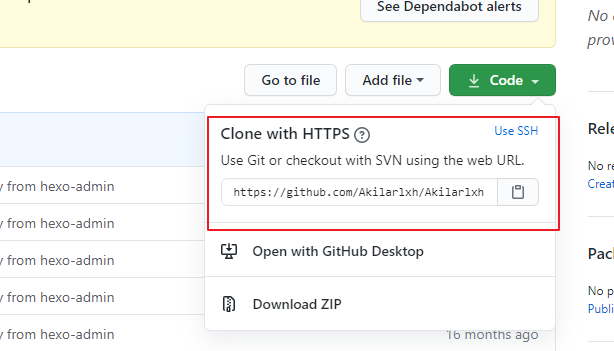 See Dependabot alerts
No
prov
Go to file
Add file
Code
Clone with HTTPS
Use SSH
Use Git or checkout with SVN using the web URL.
https://github.com/Akilarlxh/Akilarlxh
Open with GitHub Desktop
Download ZIP
y from hexo-admin
y from hexo-admin
y from hexo-admin
y from hexo-admin
y from hexo-admin
16 months ago
Rele
No re
Creat
Pac
No p
Publi